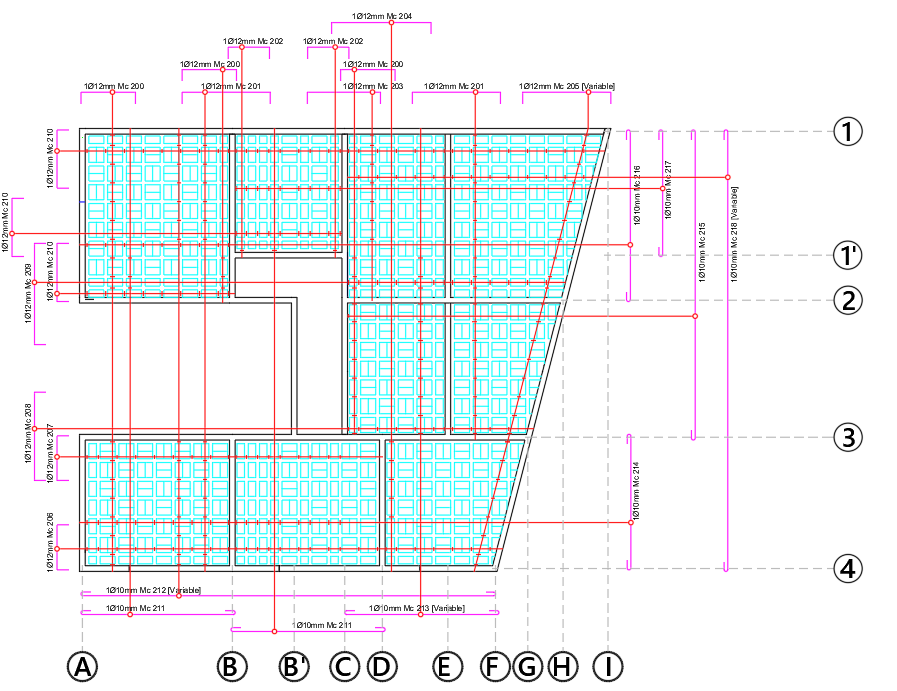 1Ø12mm Mc 204
1Ø12mm Mc 202
1Ø12mm Mc 202
1Ø12mm Mc 200
1Ø12mm Mc 200
1Ø12mm Mc 200
1Ø12mm Mc 201
1Ø12mm Mc 203
1Ø12mm Mc 201
1Ø12mm Mc 205 [Variable]
1Ø12mm Mc 210
1Ø12mm Mc 210
1Ø12mm Mc 210
1Ø12mm Mc 209
1Ø12mm Mc 208
1Ø12mm Mc 207
1Ø12mm Mc 206
1Ø10mm Mc 216
1Ø10mm Mc 217
1Ø10mm Mc 215
1Ø10mm Mc 218 [Variable]
1Ø10mm Mc 214
1
1'
2
3
4
1Ø10mm Mc 212 [Variable]
1Ø10mm Mc 211
1Ø10mm Mc 213 [Variable]
1Ø10mm Mc 211
A
B
B'
C
D
E
F
G
H
I